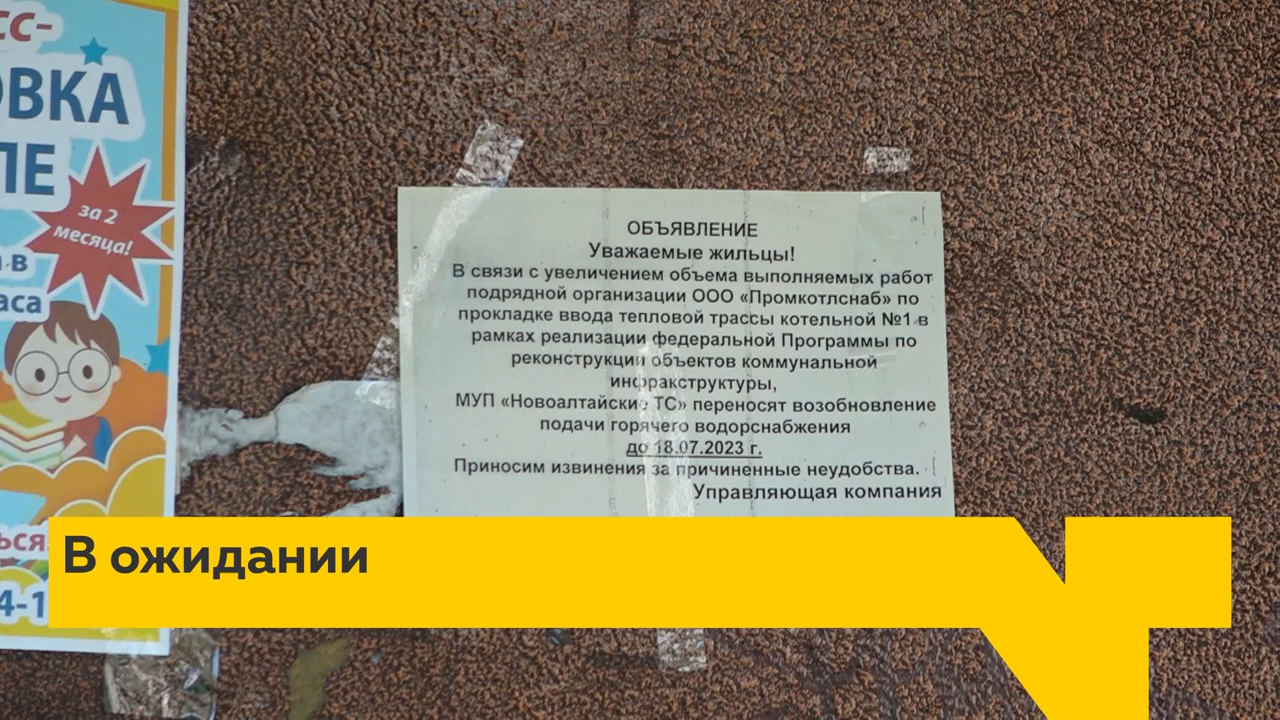 за 2
месяца!
ОБЪЯВЛЕНИЕ
Уважаемые жильцы!
В связи с увеличением объема выполняемых работ
подрядной организации ООО «Промкотлснаб» по
прокладке ввода тепловой трассы котельной №1 в
рамках реализации федеральной Программы по
реконструкции объектов коммунальной
инфракструктуры,
МУП «Новоалтайские ТС» переносят возобновление
подачи горячего водорснабжения
до 18.07.2023 г.
Приносим извинения за причиненные неудобства.
Управляющая компания
В ожидании